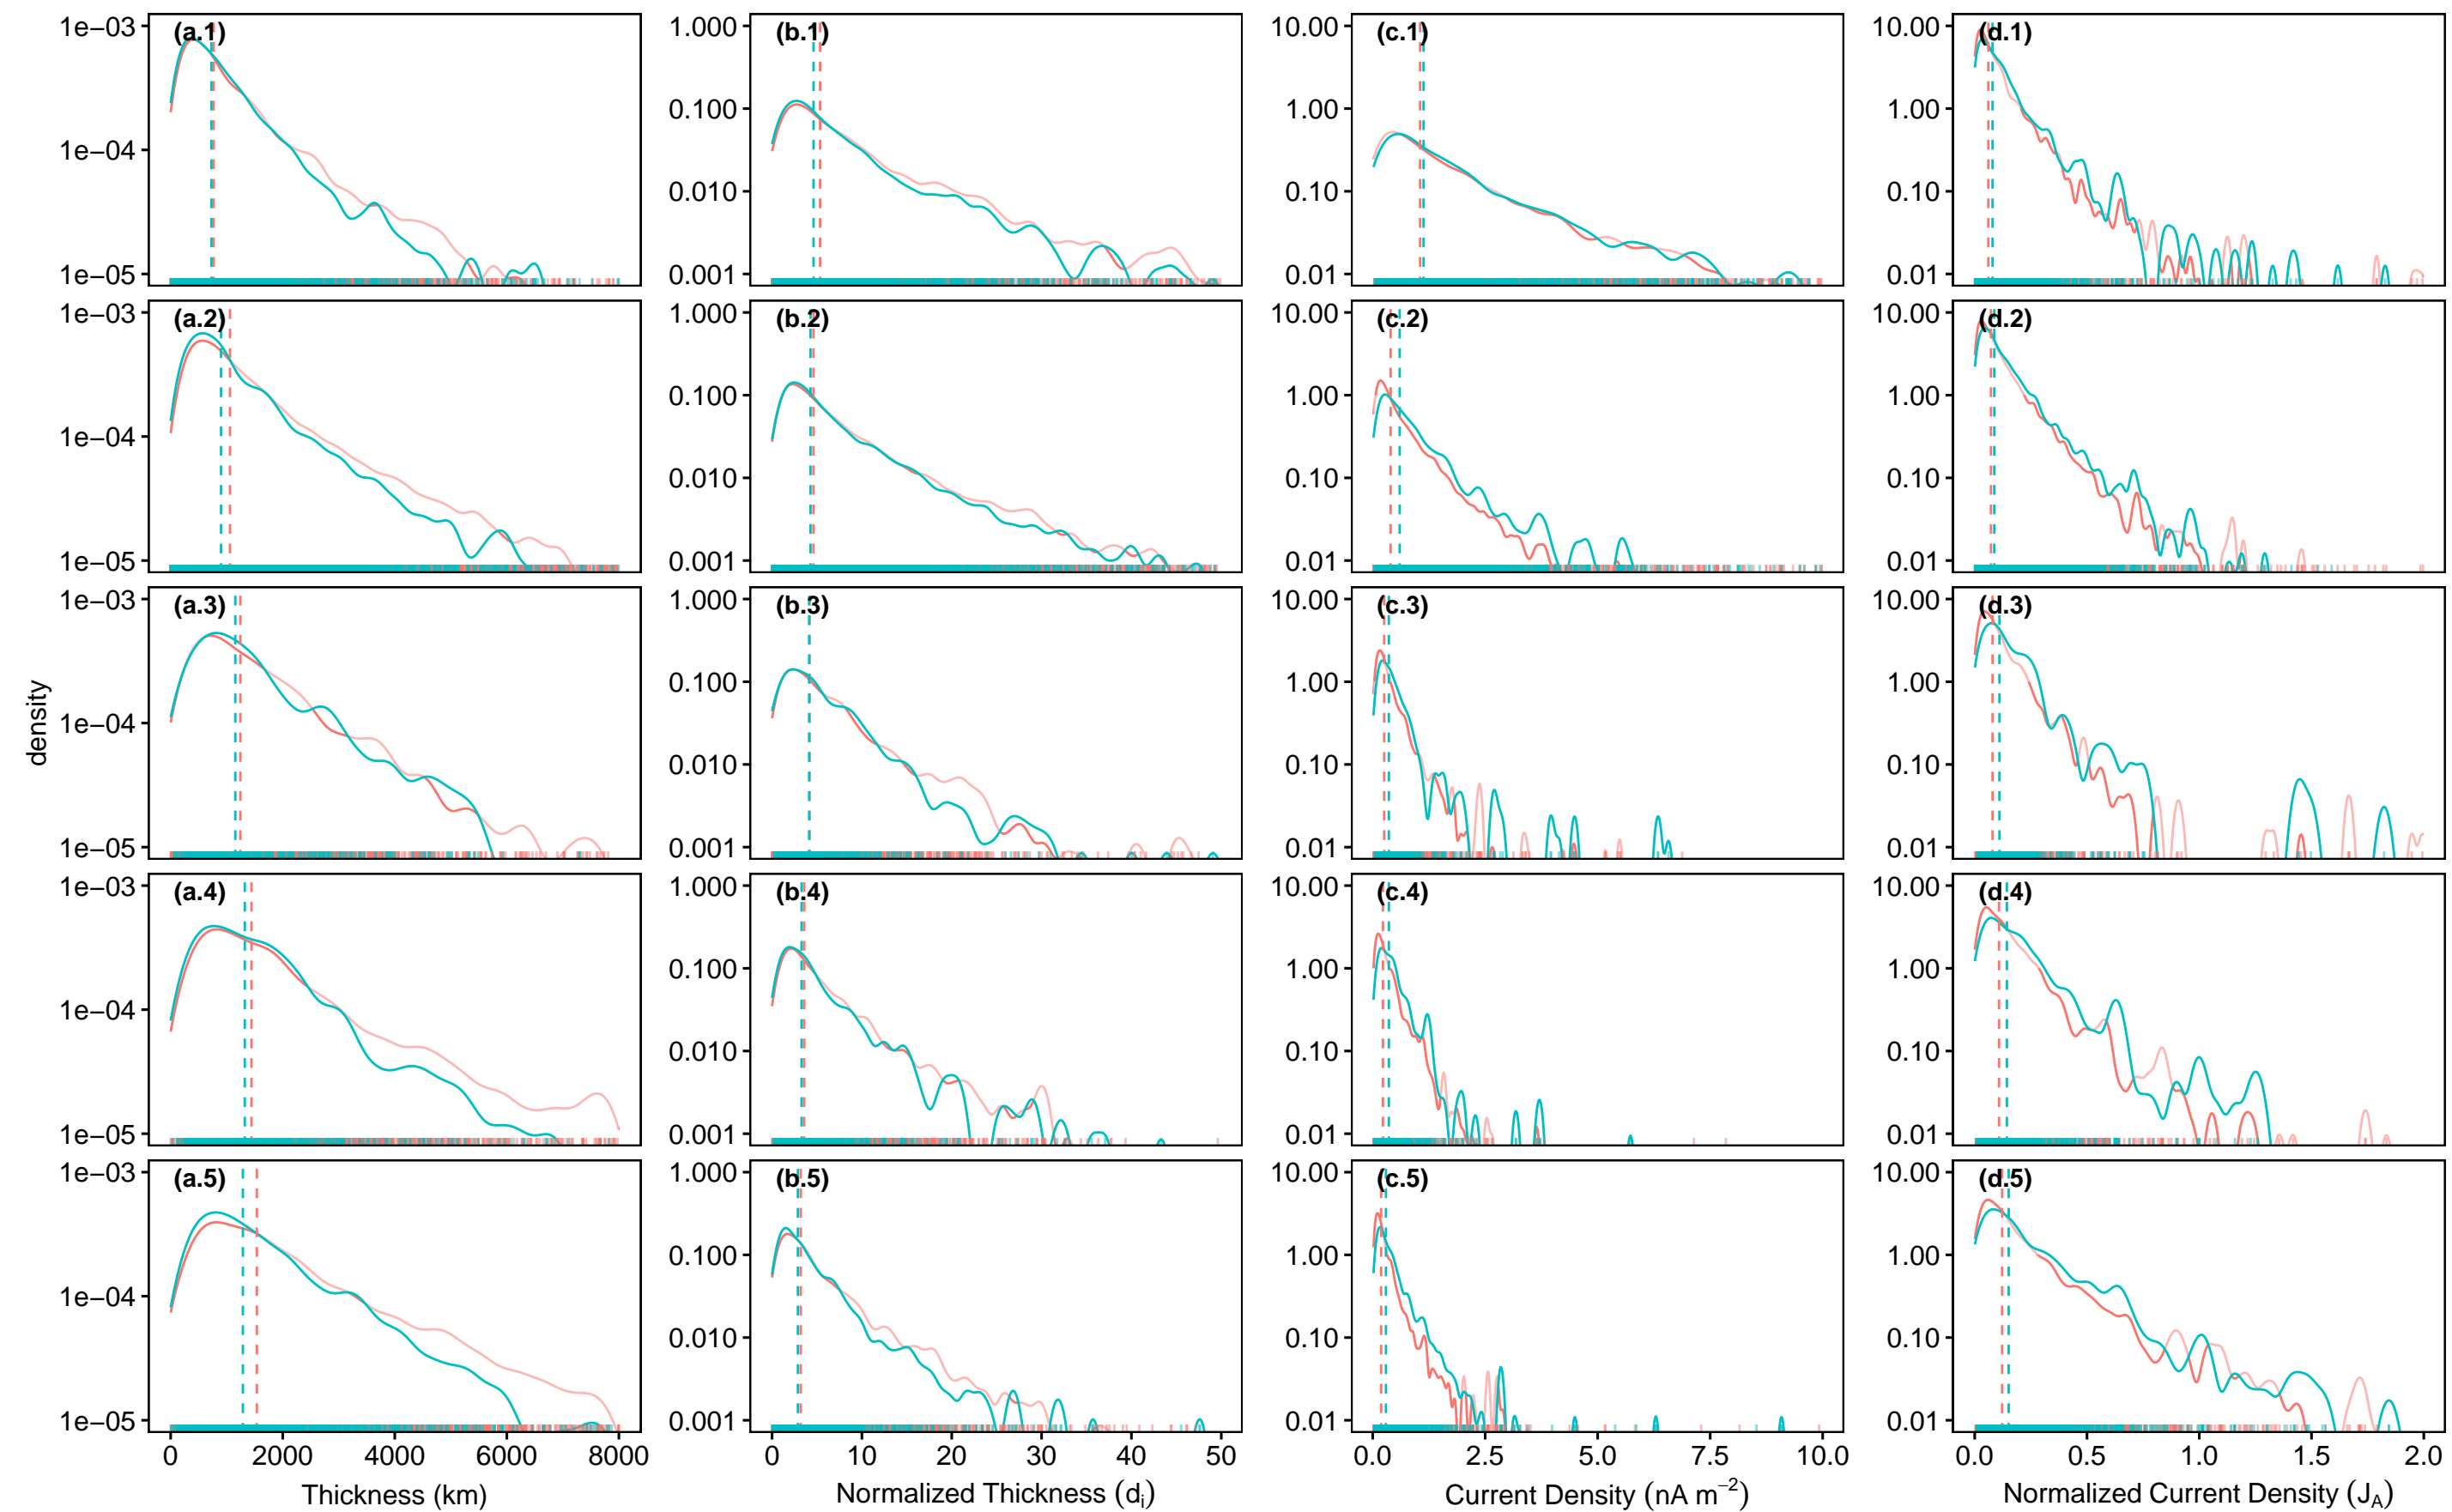 (a.1) (b.1) (c.1) (d.1)
1e−03 1.000 10.00 10.00
0.100 1.00 1.00
1e−04
0.010 0.10 0.10
1e−05 0.001 0.01 0.01
(a.2) (b.2) (c.2) (d.2)
1e−03 1.000 10.00 10.00
0.100 1.00 1.00
1e−04
0.010 0.10 0.10
1e−05 0.001 0.01 0.01
(a.3) (b.3) (c.3) (d.3)
1e−03 1.000 10.00 10.00
0.100 1.00 1.00
1e−04
density
0.010 0.10 0.10
1e−05 0.001 0.01 0.01
(a.4) (b.4) (c.4) (d.4)
1e−03 1.000 10.00 10.00
0.100 1.00 1.00
1e−04
0.010 0.10 0.10
1e−05 0.001 0.01 0.01
(a.5) (b.5) (c.5) (d.5)
1e−03 1.000 10.00 10.00
0.100 1.00 1.00
1e−04
0.010 0.10 0.10
1e−05 0.001 0.01 0.01
0 2000 4000 6000 8000 0 10 20 30 40 50 0.0 2.5 5.0 7.5 10.0 0.0 0.5 1.0 1.5 2.0
Thickness (km) Normalized Thickness (dᵢ) Current Density (nA m⁻²) Normalized Current Density (J_A)